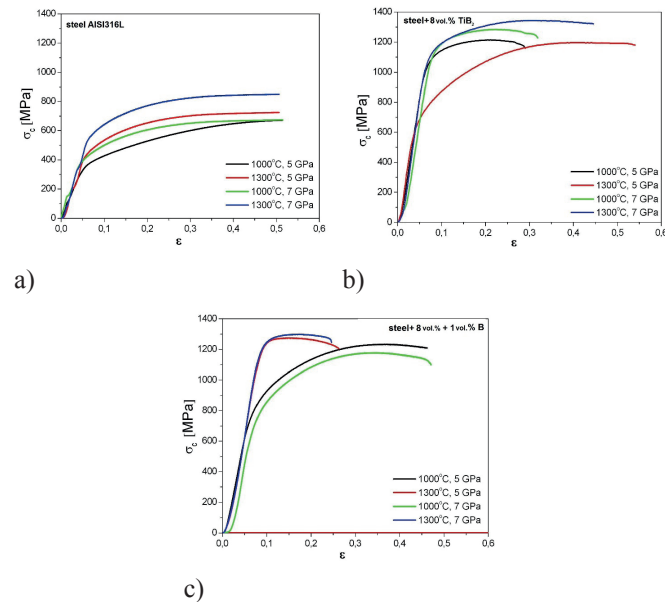 steel AISI316L
1400
1200
1000
800
600
400
200
0
σc [MPa]
1000°C, 5 GPa
1300°C, 5 GPa
1000°C, 7 GPa
1300°C, 7 GPa
0,0 0,1 0,2 0,3 0,4 0,5 0,6
ε
a)
steel+8 vol.% TiB2
1400
1200
1000
800
600
400
200
0
σc [MPa]
1000°C, 5 GPa
1300°C, 5 GPa
1000°C, 7 GPa
1300°C, 7 GPa
0,0 0,1 0,2 0,3 0,4 0,5 0,6
ε
b)
steel+ 8 vol.% + 1vol.% B
1400
1200
1000
800
600
400
200
0
σc [MPa]
1000°C, 5 GPa
1300°C, 5 GPa
1000°C, 7 GPa
1300°C, 7 GPa
0,0 0,1 0,2 0,3 0,4 0,5 0,6
ε
c)